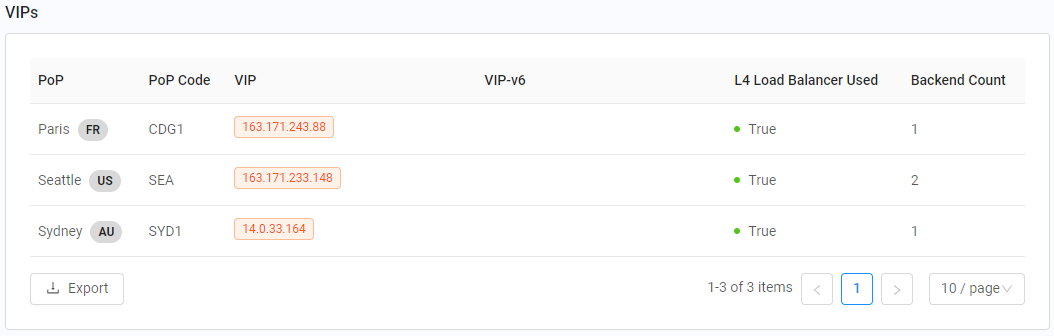 VIPs
PoP PoP Code VIP VIP-v6 L4 Load Balancer Used Backend Count
Paris FR CDG1 163.171.243.88 True 1
Seattle US SEA 163.171.233.148 True 2
Sydney AU SYD1 14.0.33.164 True 1
Export 1-3 of 3 items < 1 > 10 / page